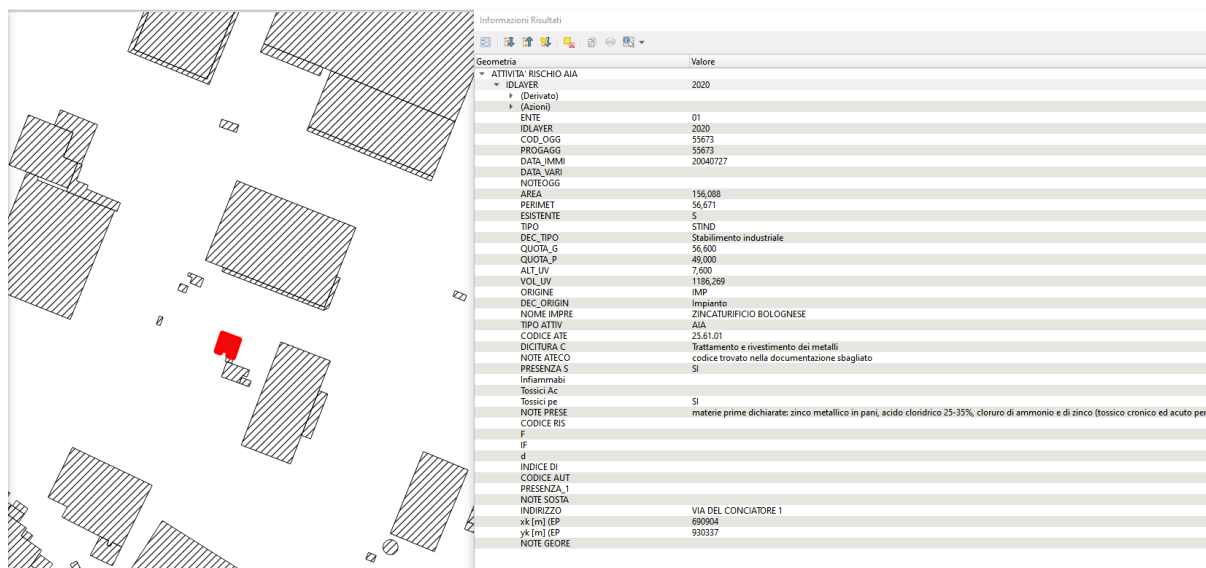 Informazioni Risultati
Geometria Valore
ATTIVITA' RISCHIO AIA
IDLAYER 2020
(Derivato)
(Azioni)
ENTE 01
IDLAYER 2020
COD_OGG 55673
PROGAGG 55673
DATA_IMMI 20040727
DATA_VARI
NOTEOGG
AREA 156,088
PERIMET 56,671
ESISTENTE S
TIPO STIND
DEC_TIPO Stabilimento industriale
QUOTA_G 56,600
QUOTA_P 49,000
ALT_UV 7,600
VOL_UV 1186,269
ORIGINE IMP
DEC_ORIGIN Impianto
NOME IMPRE ZINCATURIFICIO BOLOGNESE
TIPO ATTIV AIA
CODICE ATE 25.61.01
DICITURA C Trattamento e rivestimento dei metalli
NOTE ATECO codice trovato nella documentazione sbagliato
PRESENZA S SI
Infiammabi
Tossici Ac
Tossici pe SI
NOTE PRESE materie prime dichiarate: zinco metallico in pani, acido cloridrico 25-35%, cloruro di ammonio e di zinco (tossico cronico ed acuto per
CODICE RIS
F
IF
d
INDICE DI
CODICE AUT
PRESENZA_1
NOTE SOSTA
INDIRIZZO VIA DEL CONCIATORE 1
xk [m] (EP 690904
yk [m] (EP 930337
NOTE GEORE